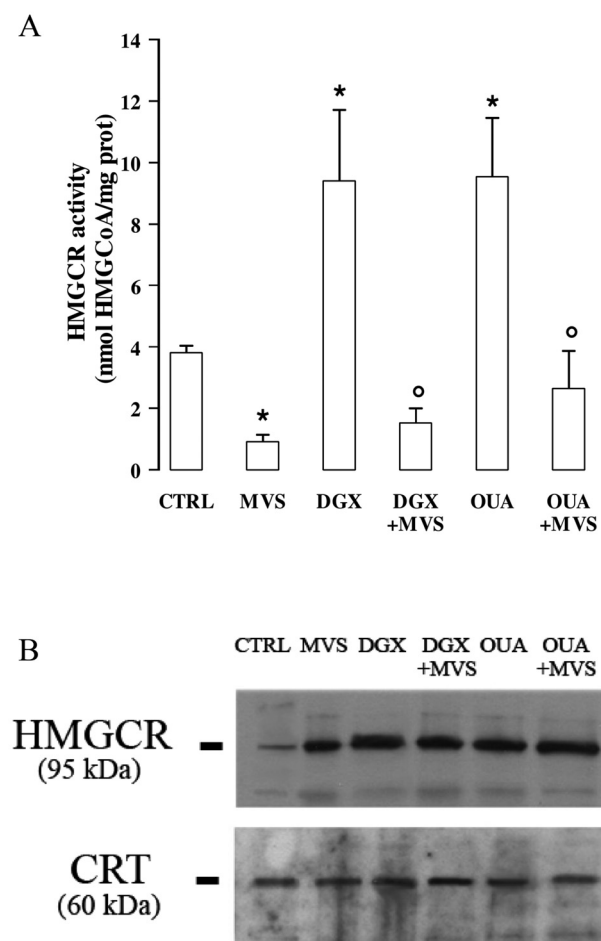 A
HMGCR activity
(nmol HMGCoA/mg prot)
14
12
10
8
6
4
2
0
*
*
*
CTRL MVS DGX DGX OUA OUA
+MVS +MVS
B
CTRL MVS DGX DGX OUA OUA
+MVS +MVS
HMGCR
(95 kDa)
CRT
(60 kDa)